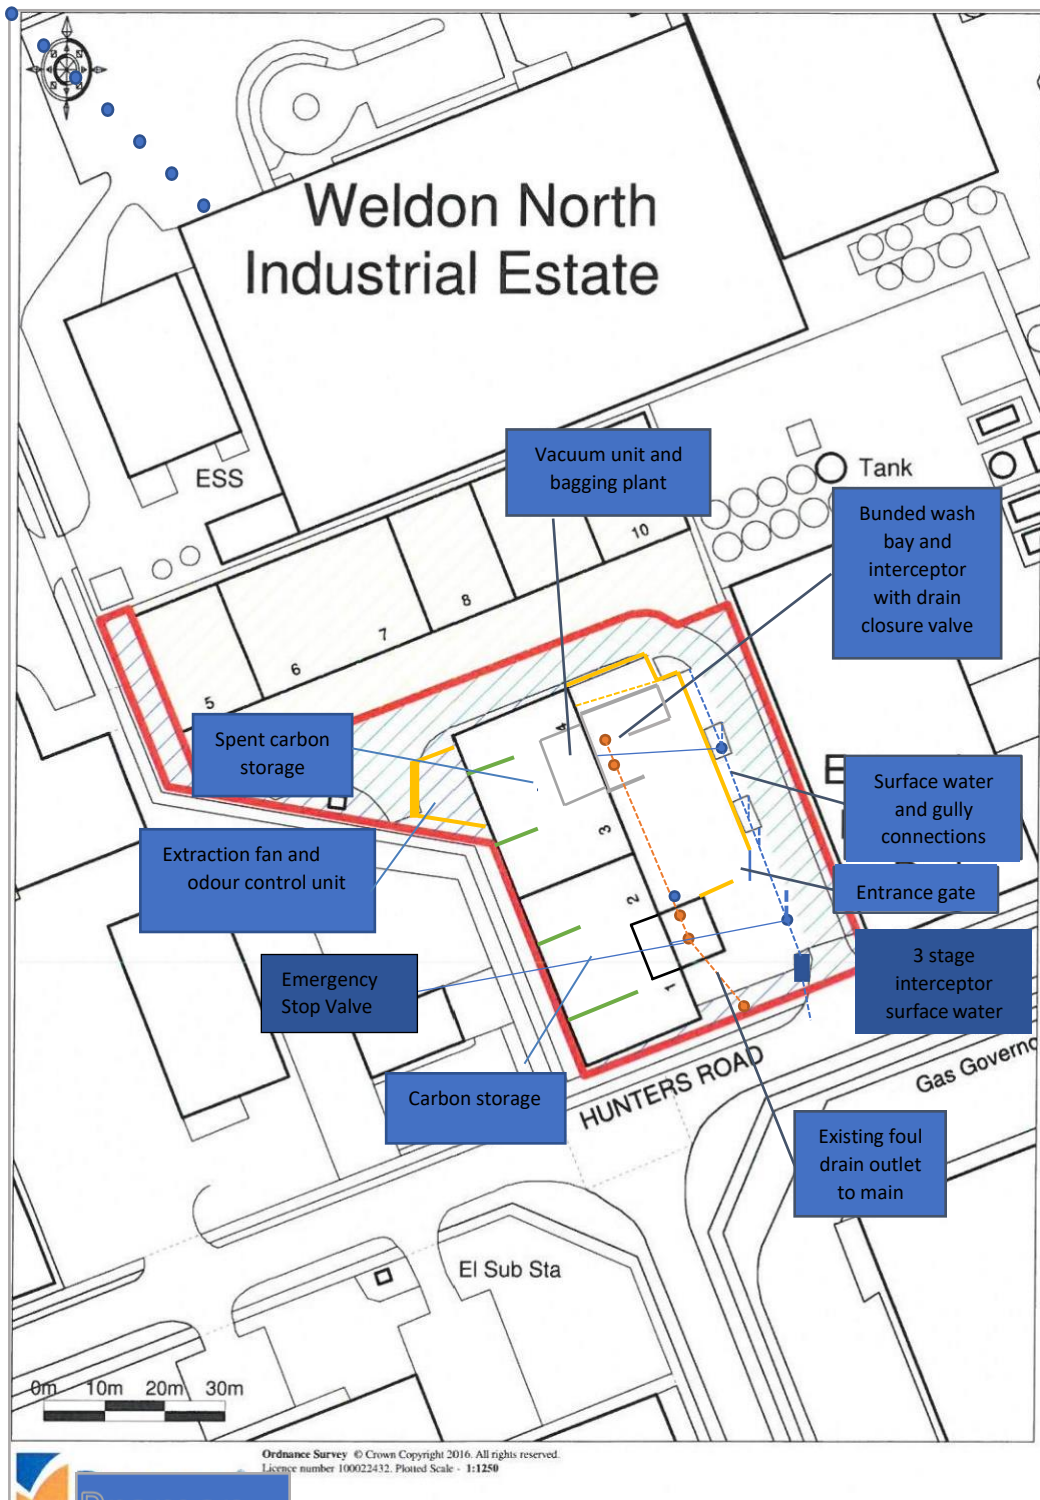 Weldon North
Industrial Estate
ESS
Vacuum unit and
bagging plant
Tank
Bunded wash
bay and
interceptor
with drain
closure valve
10
8
7
6
5
4
3
2
1
Spent carbon
storage
E
Surface water
and gully
connections
Extraction fan and
odour control unit
Entrance gate
Emergency
Stop Valve
3 stage
interceptor
surface water
Carbon storage
HUNTERS ROAD
Gas Governo
Existing foul
drain outlet
to main
El Sub Sta
0m 10m 20m 30m
Ordnance Survey © Crown Copyright 2016. All rights reserved.
Licence number 100022432. Plotted Scale - 1:1250